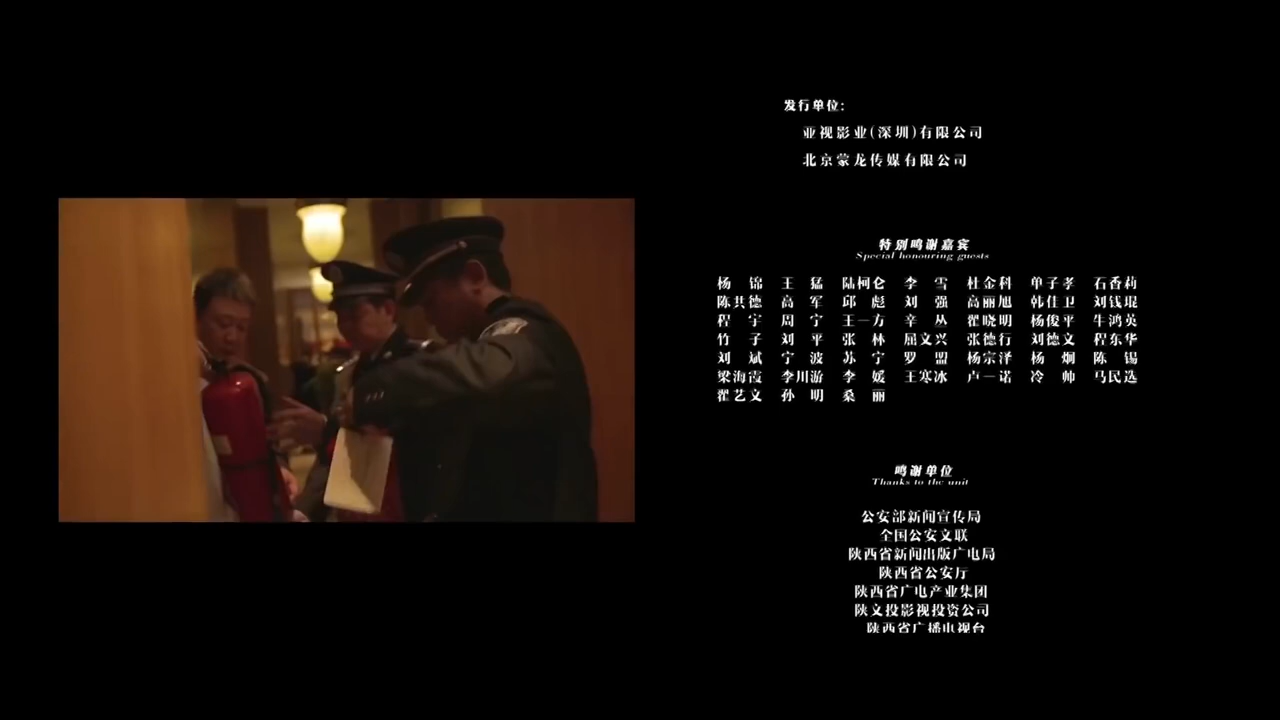 发行单位:
亚视影业(深圳)有限公司
北京蒙龙传媒有限公司
特别鸣谢嘉宾
Special honouring guests
杨 锦 王 猛 陆柯仑 李 雪 杜金科 单子孝 石香莉
陈共德 高 军 邱 彪 刘 强 高丽旭 韩佳卫 刘钱琨
程 宇 周 宁 王一方 辛 丛 翟晓明 杨俊平 牛鸿英
竹 子 刘 平 张 林 屈文兴 张德行 刘德文 程东华
刘 斌 宁 波 苏 宁 罗 盟 杨宗泽 杨 炯 陈 锡
梁海霞 李川游 李 媛 王寒冰 卢一诺 冷 帅 马民选
翟艺文 孙 明 桑 丽
鸣谢单位
Thanks to the unit
公安部新闻宣传局
全国公安文联
陕西省新闻出版广电局
陕西省公安厅
陕西省广电产业集团
陕文投影视投资公司
陕西省广播电视台